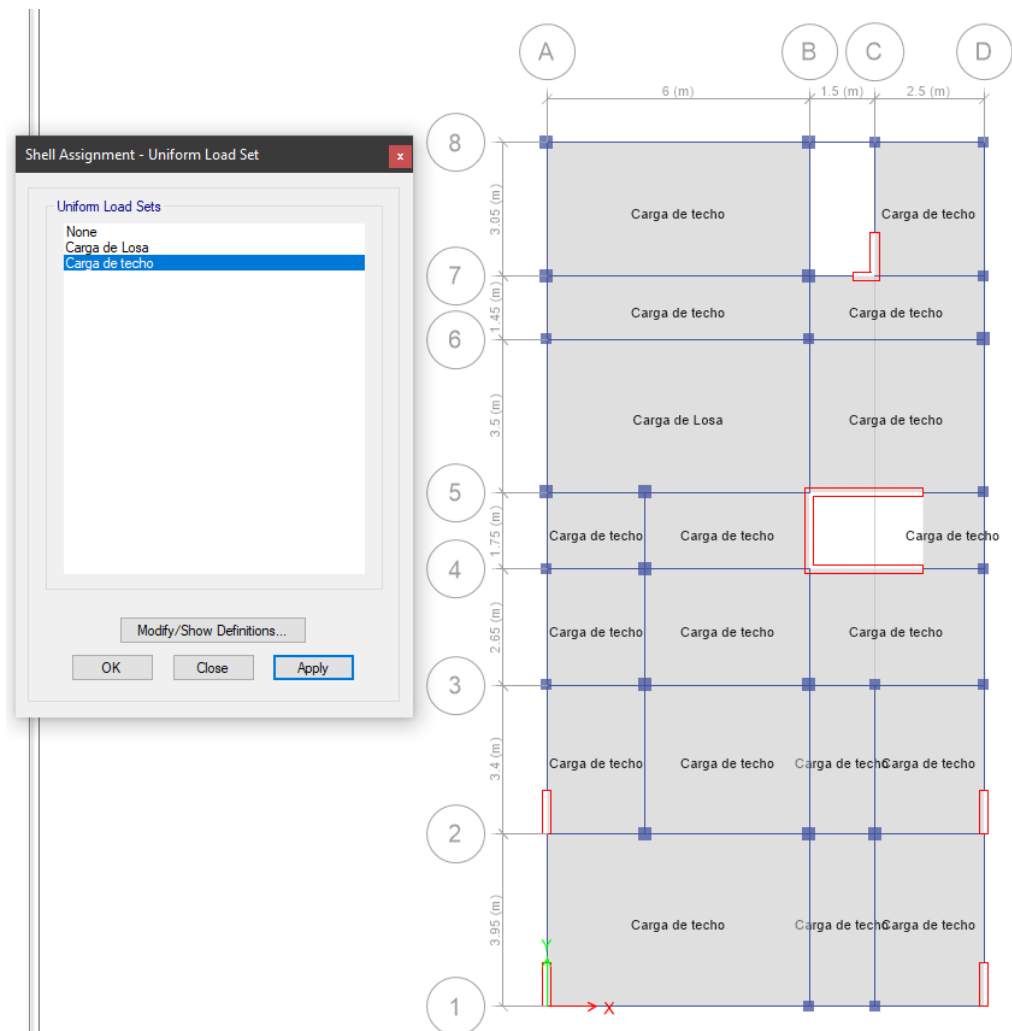 A B C D
6 (m) 1.5 (m) 2.5 (m)
Shell Assignment - Uniform Load Set
x
Uniform Load Sets
None
Carga de Losa
Carga de techo
Modify/Show Definitions...
OK Close Apply
8
3.05 (m)
Carga de techo Carga de techo
7
1.45 (m)
Carga de techo Carga de techo
6
3.5 (m)
Carga de Losa Carga de techo
5
1.75 (m)
Carga de techo Carga de techo Carga de techo
4
2.65 (m)
Carga de techo Carga de techo Carga de techo
3
3.4 (m)
Carga de techo Carga de techo Carga de techo Carga de techo
2
3.95 (m)
Carga de techo Carga de techo Carga de techo
Y
X
1